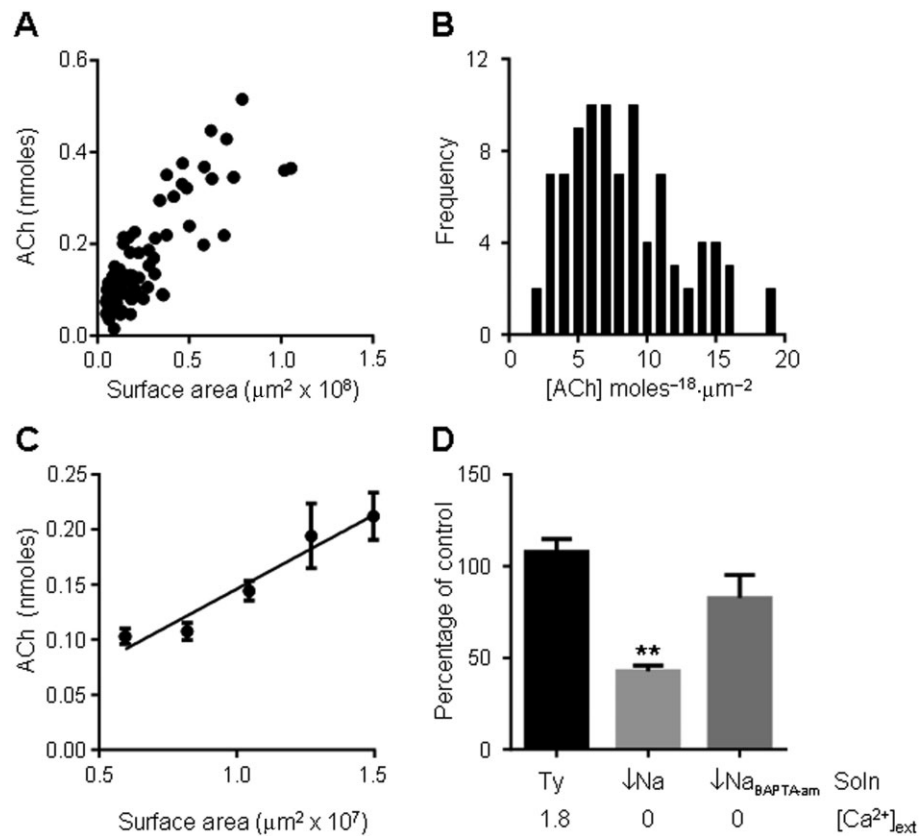 A
ACh (nmoles)
0.6
0.4
0.2
0.0
0.0 0.5 1.0 1.5
Surface area (μm² x 10⁸)
B
Frequency
12
8
4
0
0 5 10 15 20
[ACh] moles⁻¹⁸·μm⁻²
C
ACh (nmoles)
0.25
0.20
0.15
0.10
0.05
0.00
0.5 1.0 1.5
Surface area (μm² x 10⁷)
D
Percentage of control
150
100
50
0
**
Ty ↓Na ↓Na_BAPTA-am Soln
1.8 0 0 [Ca²⁺]ext